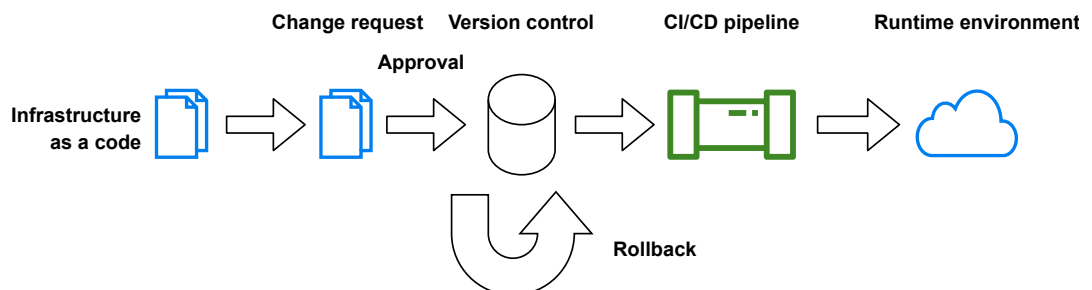 Change request
Version control
CI/CD pipeline
Runtime environment
Approval
Infrastructure
as a code
Rollback